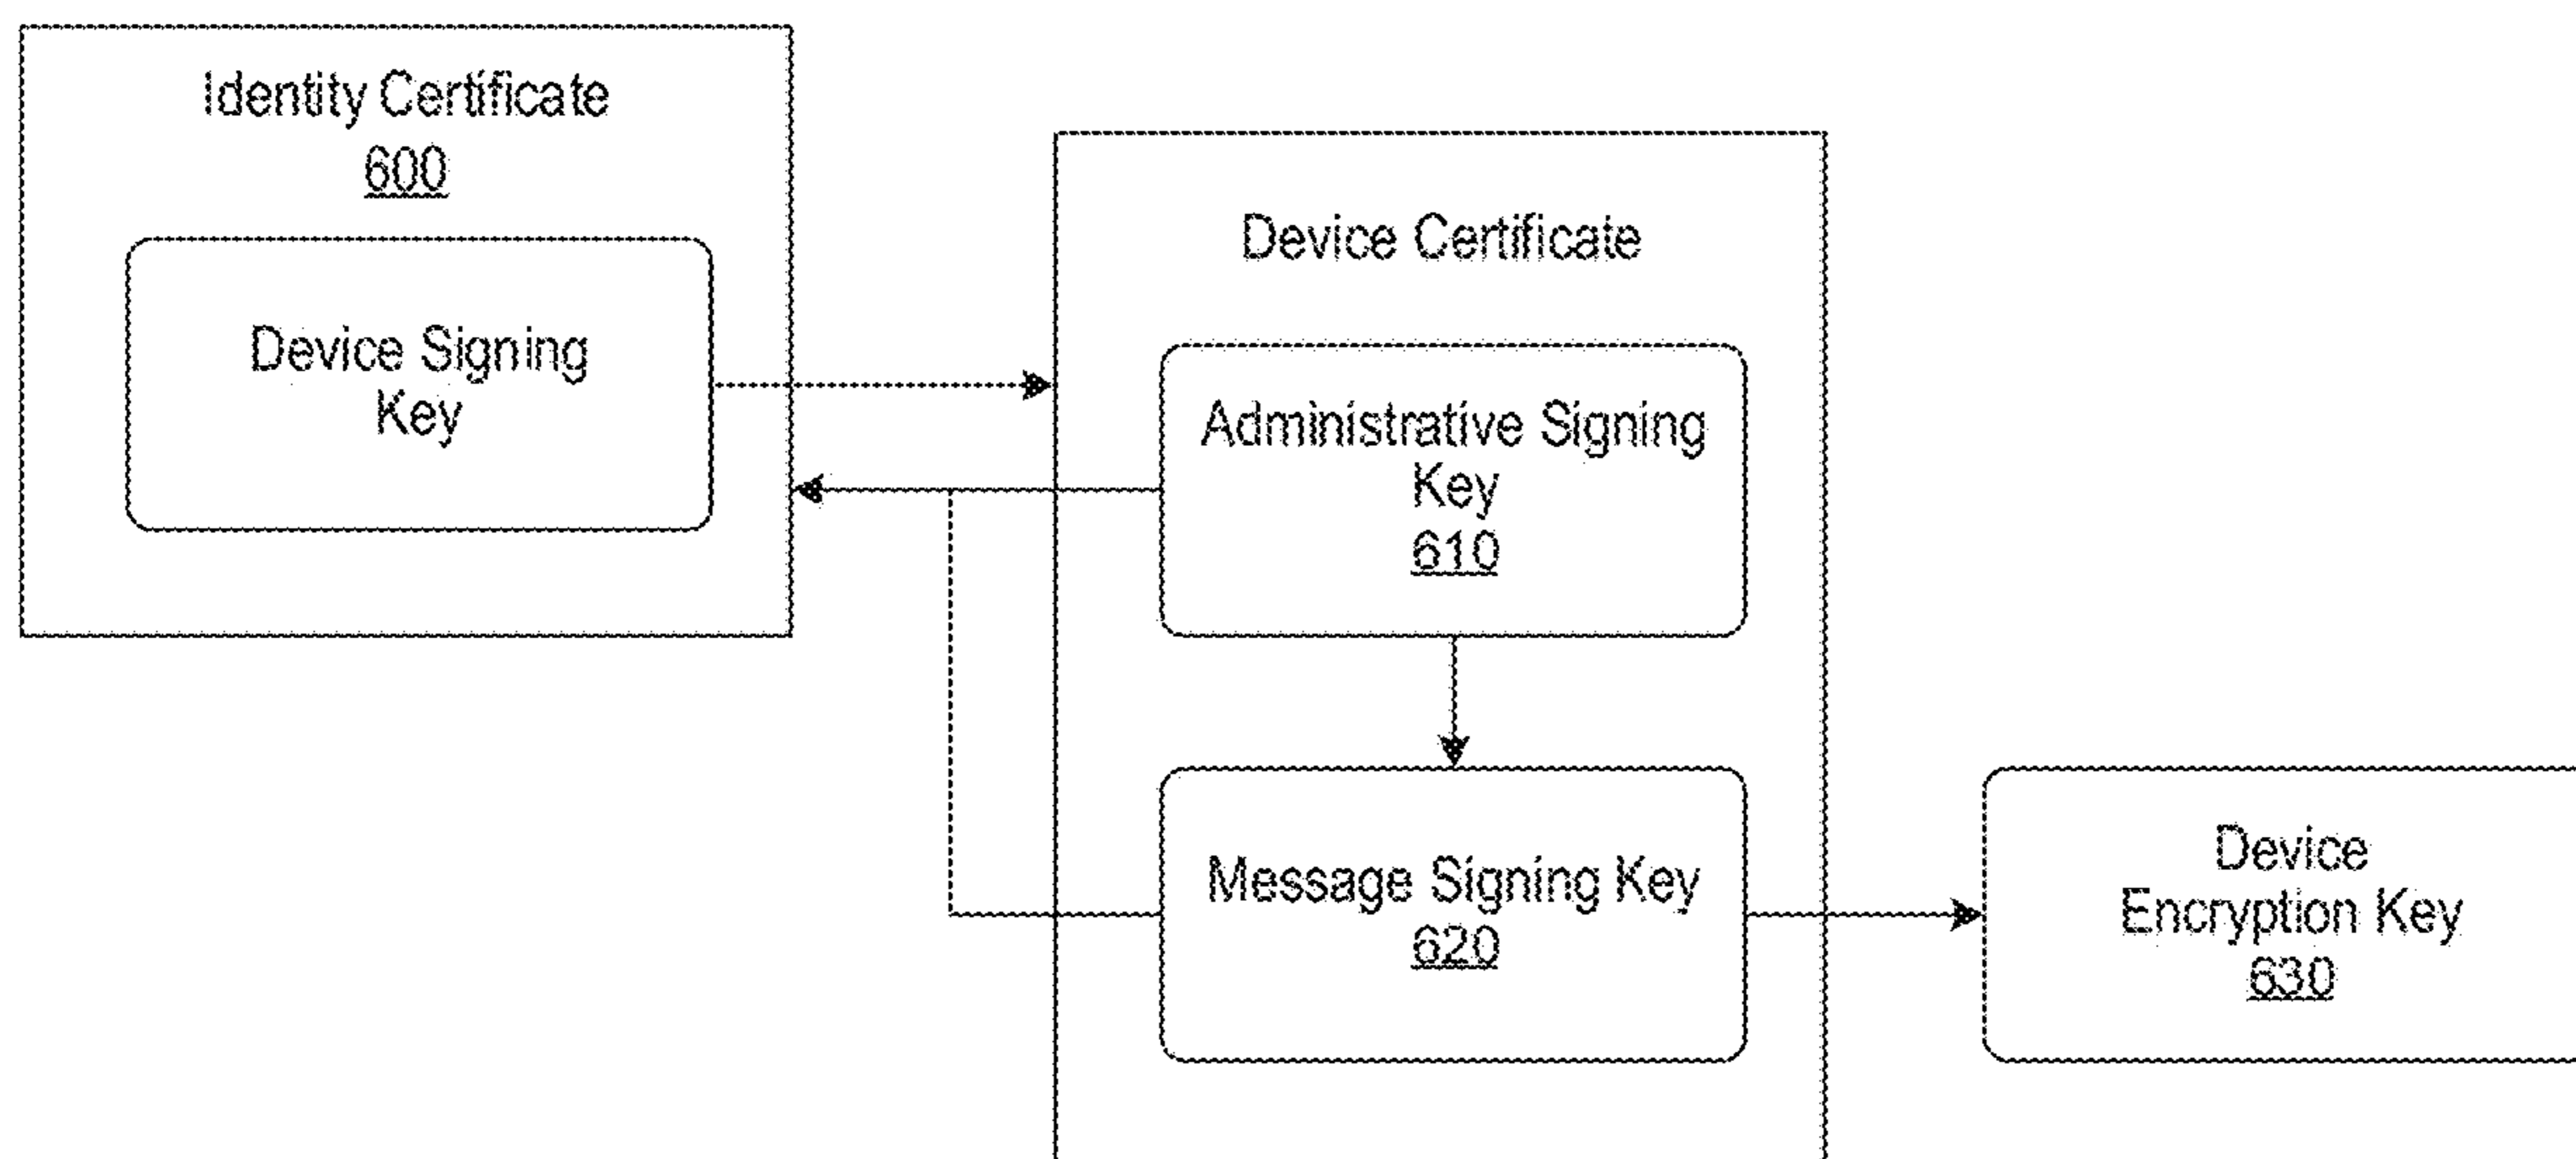 Identity Certificate
600
Device Signing
Key
Device Certificate
Administrative Signing
Key
610
Message Signing Key
620
Device
Encryption Key
630